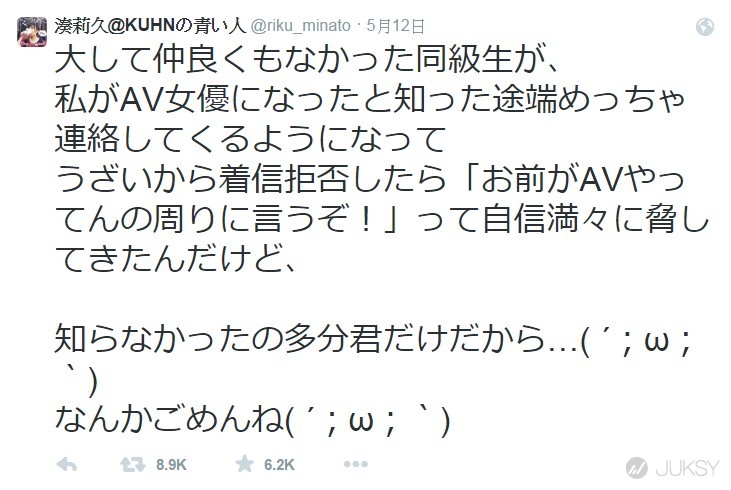 湊莉久@KUHNの青い人 @riku_minato · 5月12日
大して仲良くもなかった同級生が、
私がAV女優になったと知った途端めっちゃ
連絡してくるようになって
うざいから着信拒否したら「お前がAVやっ
てんの周りに言うぞ！」って自信満々に脅し
てきたんだけど、
知らなかったの多分君だけだから…( ´；ω；
｀)
なんかごめんね( ´；ω；｀)
8.9K 6.2K
JUKSY